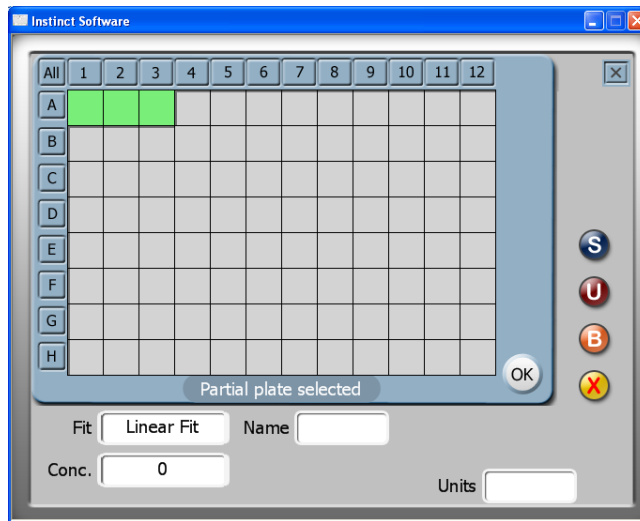 Instinct Software
All 1 2 3 4 5 6 7 8 9 10 11 12
A
B
C
D
E
F
G
H
S
U
B
X
OK
Partial plate selected
Fit Linear Fit Name
Conc. 0
Units